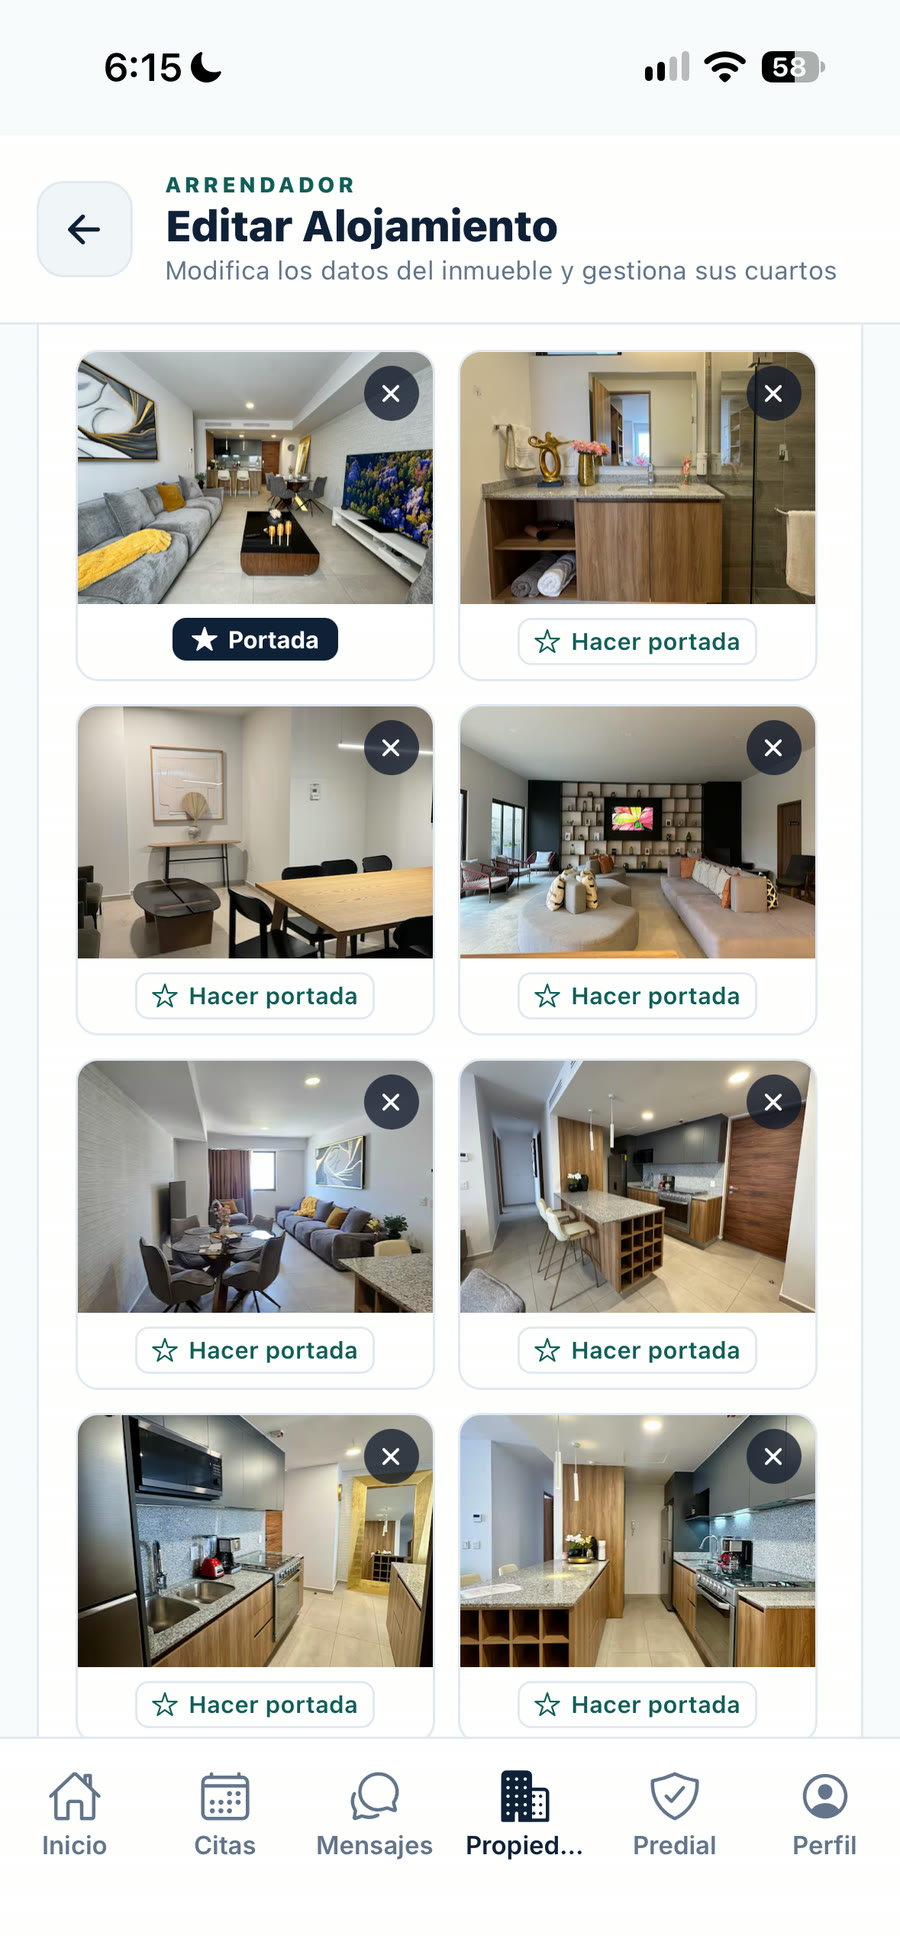 6:15
58
ARRENDADOR
Editar Alojamiento
Modifica los datos del inmueble y gestiona sus cuartos
Portada
Hacer portada
Hacer portada
Hacer portada
Hacer portada
Hacer portada
Hacer portada
Hacer portada
Inicio
Citas
Mensajes
Propied...
Predial
Perfil